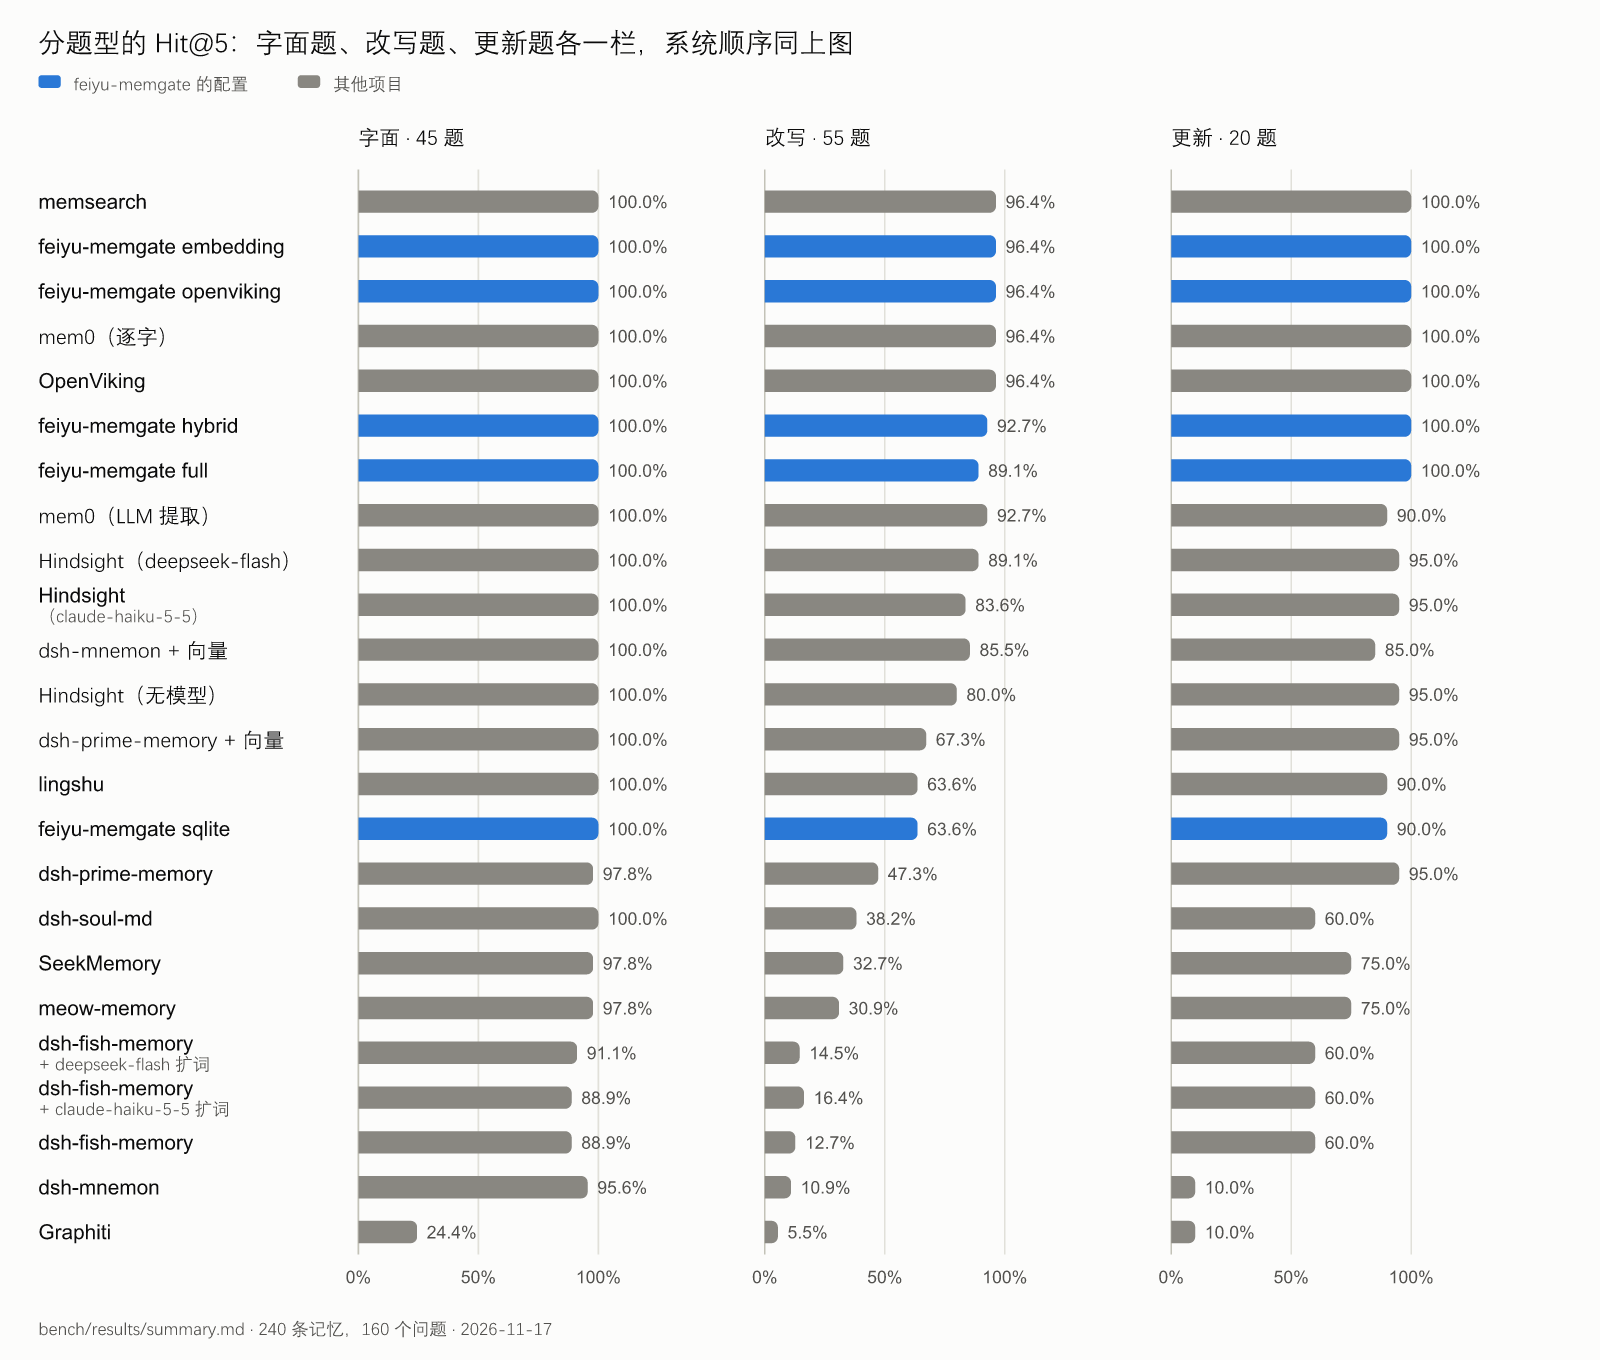 分题型的 Hit@5：字面题、改写题、更新题各一栏，系统顺序同上图
feiyu-memgate 的配置 其他项目
字面 · 45 题 改写 · 55 题 更新 · 20 题
memsearch 100.0% 96.4% 100.0%
feiyu-memgate embedding 100.0% 96.4% 100.0%
feiyu-memgate openviking 100.0% 96.4% 100.0%
mem0（逐字） 100.0% 96.4% 100.0%
OpenViking 100.0% 96.4% 100.0%
feiyu-memgate hybrid 100.0% 92.7% 100.0%
feiyu-memgate full 100.0% 89.1% 100.0%
mem0（LLM 提取） 100.0% 92.7% 90.0%
Hindsight（deepseek-flash） 100.0% 89.1% 95.0%
Hindsight
（claude-haiku-5-5） 100.0% 83.6% 95.0%
dsh-mnemon + 向量 100.0% 85.5% 85.0%
Hindsight（无模型） 100.0% 80.0% 95.0%
dsh-prime-memory + 向量 100.0% 67.3% 95.0%
lingshu 100.0% 63.6% 90.0%
feiyu-memgate sqlite 100.0% 63.6% 90.0%
dsh-prime-memory 97.8% 47.3% 95.0%
dsh-soul-md 100.0% 38.2% 60.0%
SeekMemory 97.8% 32.7% 75.0%
meow-memory 97.8% 30.9% 75.0%
dsh-fish-memory
+ deepseek-flash 扩词 91.1% 14.5% 60.0%
dsh-fish-memory
+ claude-haiku-5-5 扩词 88.9% 16.4% 60.0%
dsh-fish-memory 88.9% 12.7% 60.0%
dsh-mnemon 95.6% 10.9% 10.0%
Graphiti 24.4% 5.5% 10.0%
0% 50% 100% 0% 50% 100% 0% 50% 100%
bench/results/summary.md · 240 条记忆，160 个问题 · 2026-11-17